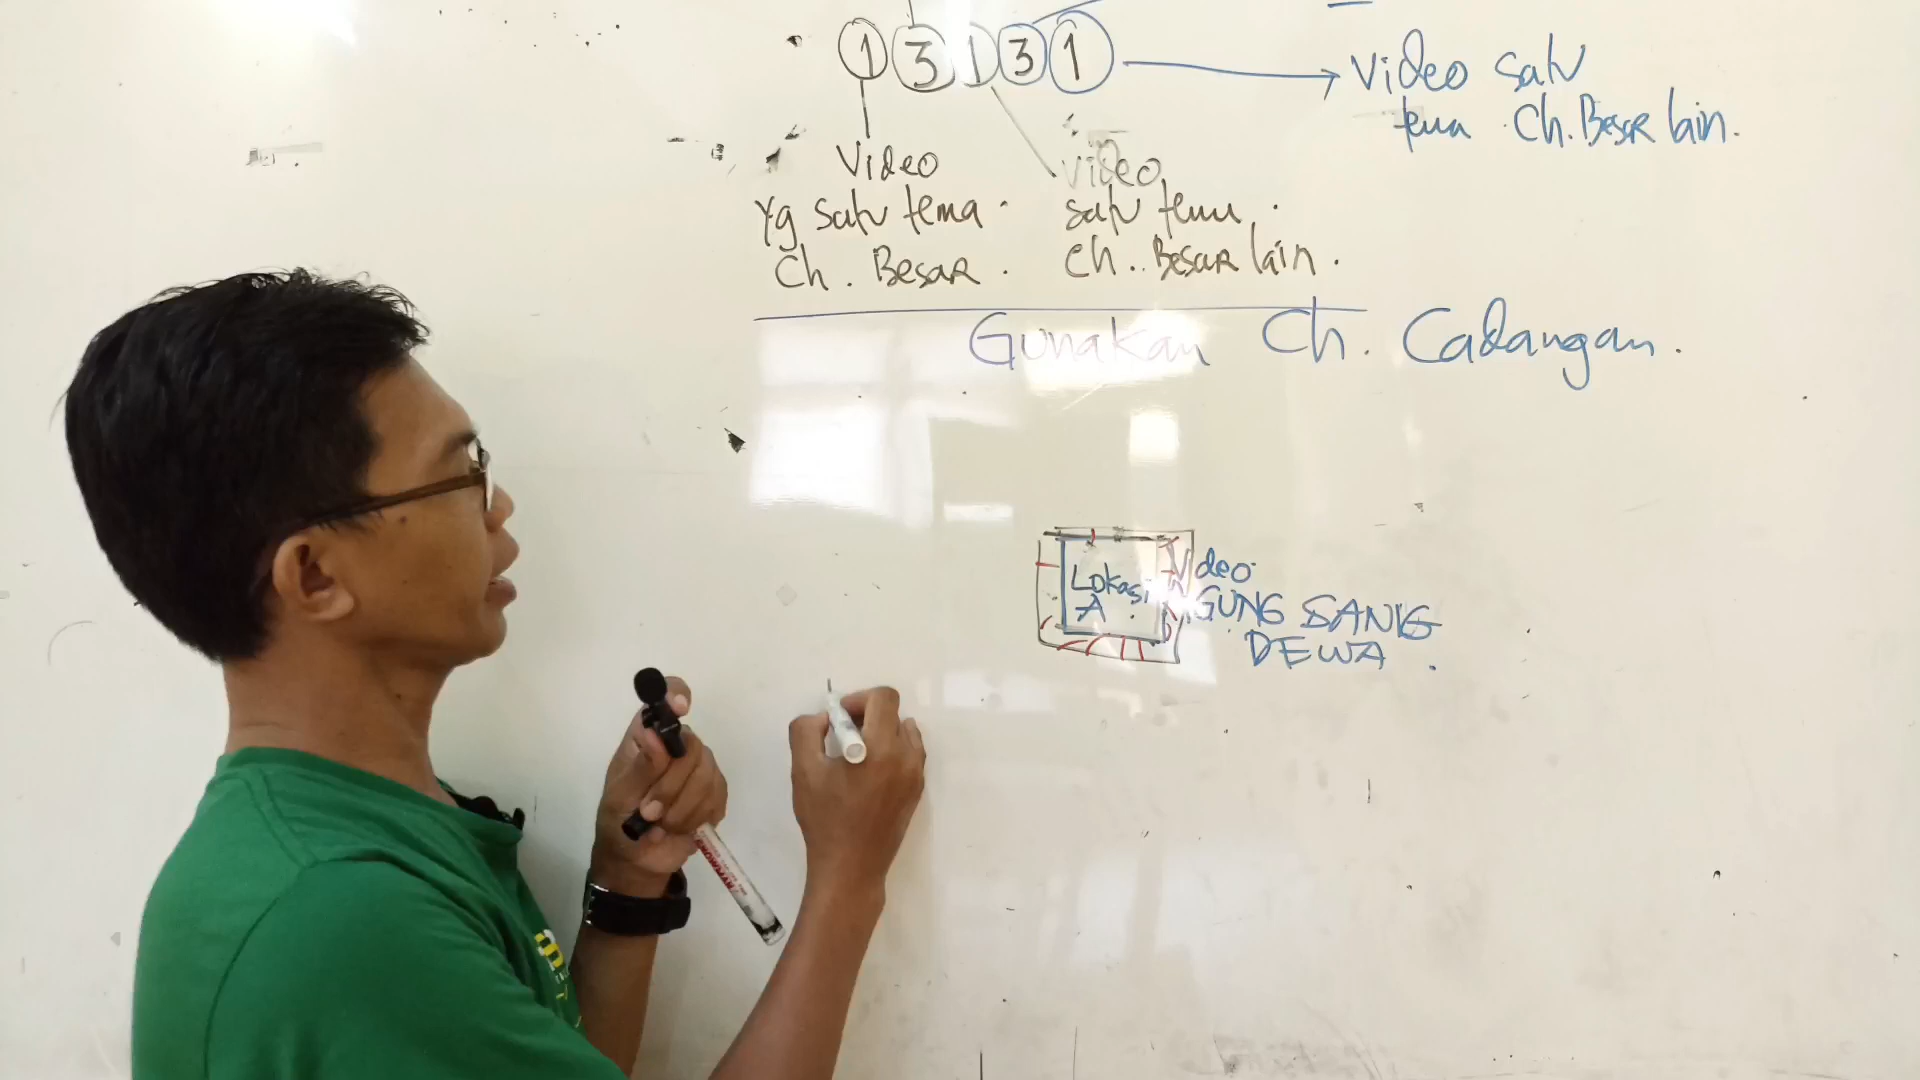 1 3 1 3 1
Video satu
tema Ch. Besar lain.
Video
Yg satu tema
Ch. Besar.
Video
satu tema
Ch. Besar lain.
Gunakan Ch. Cadangan.
Lokasi
A
Video
GUNG SANG
DEWA